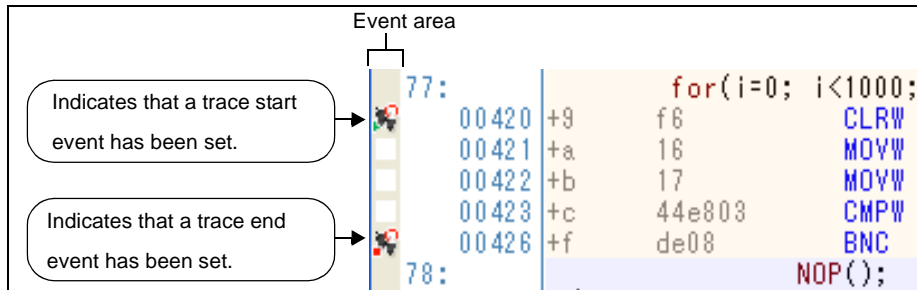 Event area
Indicates that a trace start
event has been set.
Indicates that a trace end
event has been set.
77: for(i=0; i<1000;
00420 +9 f6 CLRW
00421 +a 16 MOVW
00422 +b 17 MOVW
00423 +c 44e803 CMPW
00426 +f de08 BNC
78: NOP();